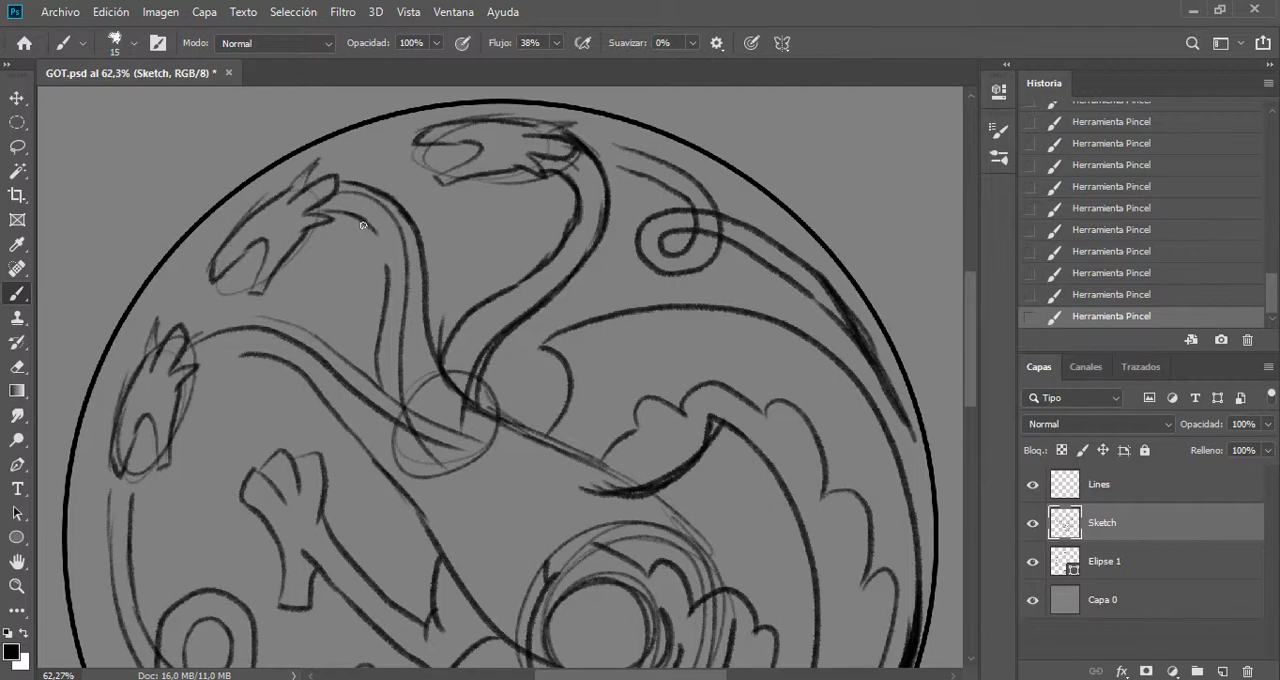 Ps Archivo Edición Imagen Capa Texto Selección Filtro 3D Vista Ventana Ayuda
15 Modo: Normal Opacidad: 100% Flujo: 38% Suavizar: 0%
GOT.psd al 62,3% (Sketch, RGB/8) *
Historia
Herramienta Pincel
Herramienta Pincel
Herramienta Pincel
Herramienta Pincel
Herramienta Pincel
Herramienta Pincel
Herramienta Pincel
Herramienta Pincel
Herramienta Pincel
Herramienta Pincel
Capas Canales Trazados
Tipo
Normal Opacidad: 100%
Bloq.: Relleno: 100%
Lines
Sketch
Elipse 1
Capa 0
fx
62,27% Doc: 16,0 MB/11,0 MB